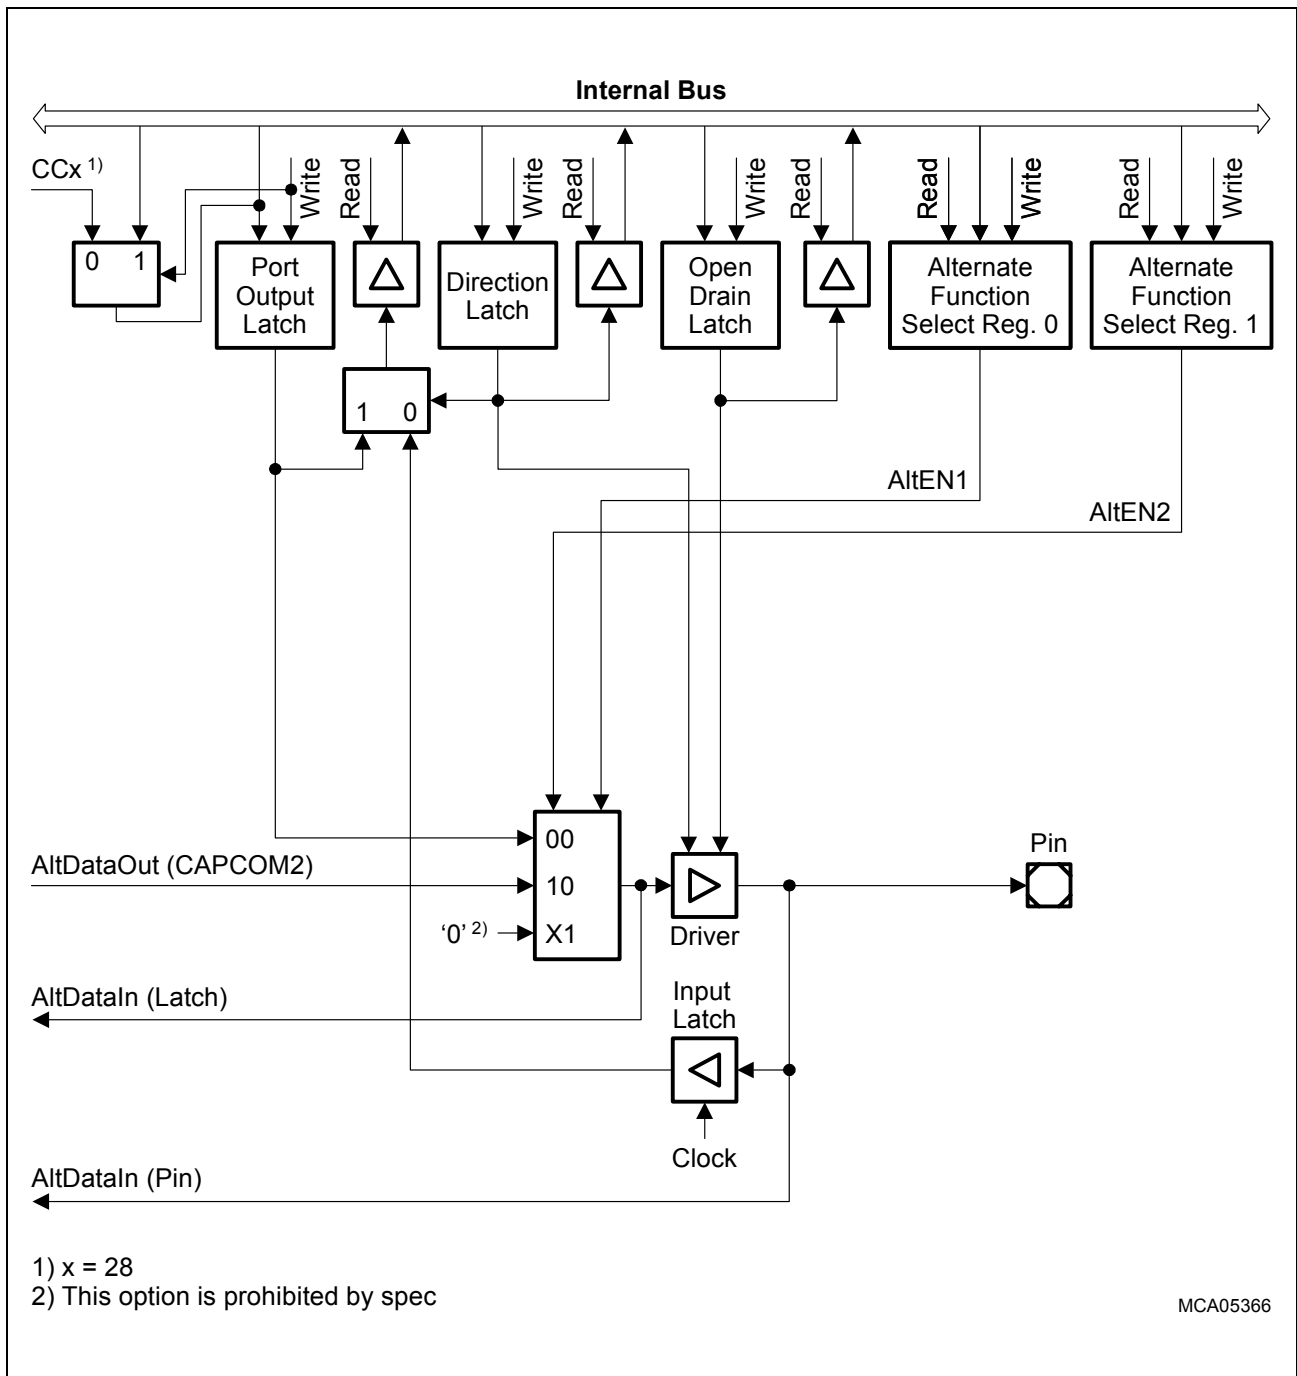 Internal Bus
CCx 1)
Write
Read
Write
Read
Write
Read
Read
Write
Read
Write
0 1
Port
Output
Latch
Direction
Latch
Open
Drain
Latch
Alternate
Function
Select Reg. 0
Alternate
Function
Select Reg. 1
1 0
AltEN1
AltEN2
00
Pin
AltDataOut (CAPCOM2)
10
‘0’ 2)
X1
Driver
AltDataIn (Latch)
Input
Latch
Clock
AltDataIn (Pin)
1) x = 28
2) This option is prohibited by spec
MCA05366